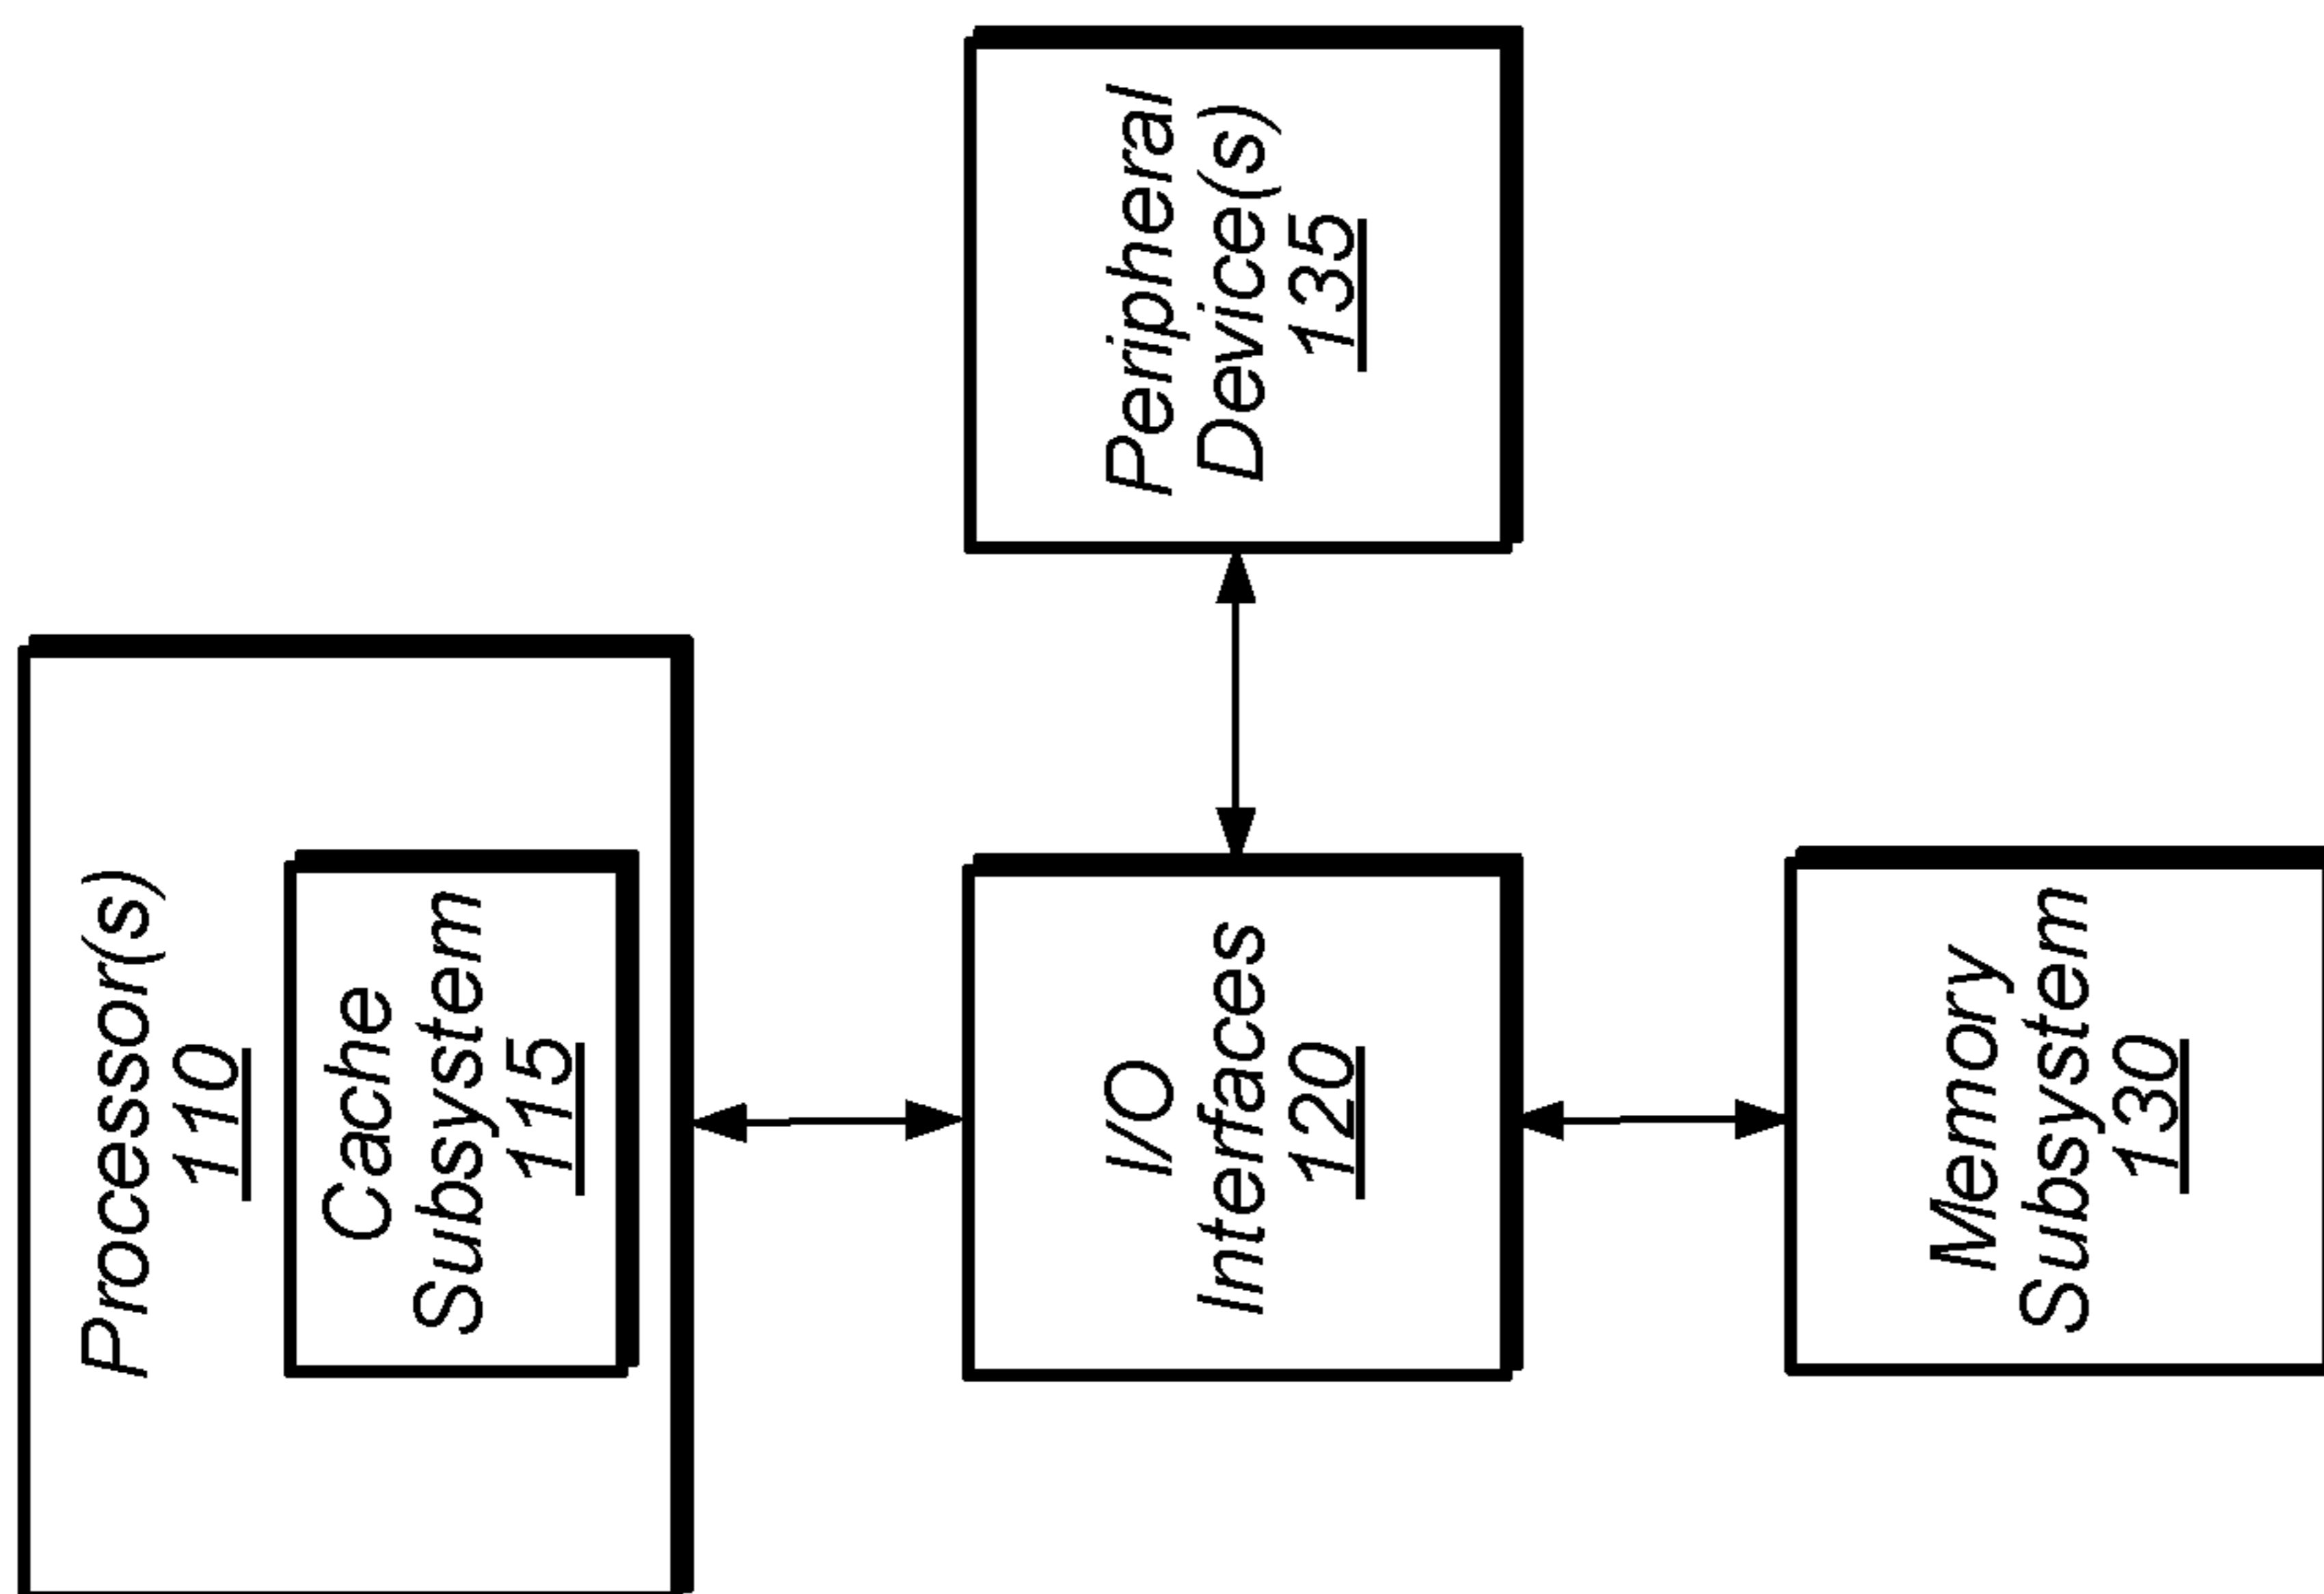 Processor(s)
110
Cache
Subsystem
115
I/O
Interfaces
120
Peripheral
Device(s)
135
Memory
Subsystem
130